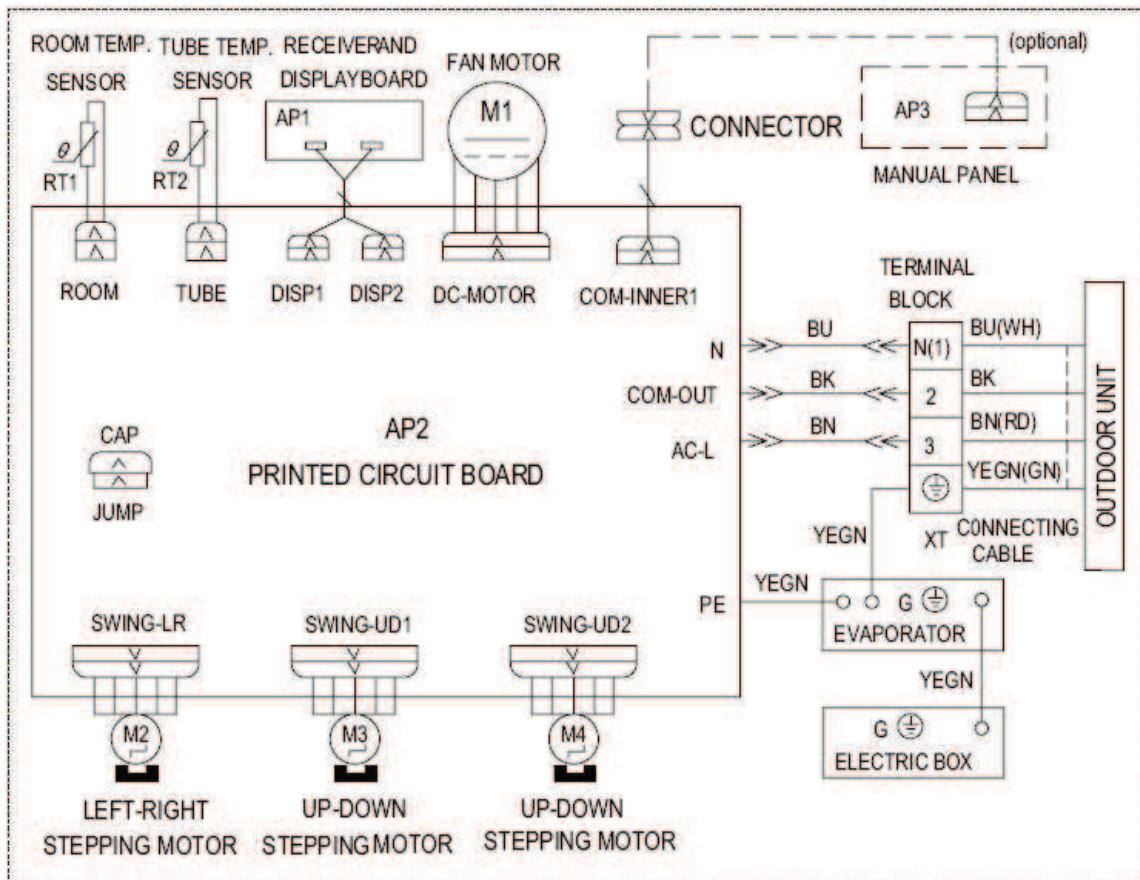 ROOM TEMP.
SENSOR
TUBE TEMP.
SENSOR
RECEIVERAND
DISPLAYBOARD
FAN MOTOR
(optional)
AP1
M1
CONNECTOR
AP3
MANUAL PANEL
θ
RT1
θ
RT2
ROOM
TUBE
DISP1
DISP2
DC-MOTOR
COM-INNER1
TERMINAL
BLOCK
N
BU
N(1)
BU(WH)
COM-OUT
BK
2
BK
AC-L
BN
3
BN(RD)
YEGN(GN)
OUTDOOR UNIT
CAP
JUMP
AP2
PRINTED CIRCUIT BOARD
YEGN
XT
CONNECTING
CABLE
PE
YEGN
G
EVAPORATOR
YEGN
G
ELECTRIC BOX
SWING-LR
SWING-UD1
SWING-UD2
M2
M3
M4
LEFT-RIGHT
STEPPING MOTOR
UP-DOWN
STEPPING MOTOR
UP-DOWN
STEPPING MOTOR